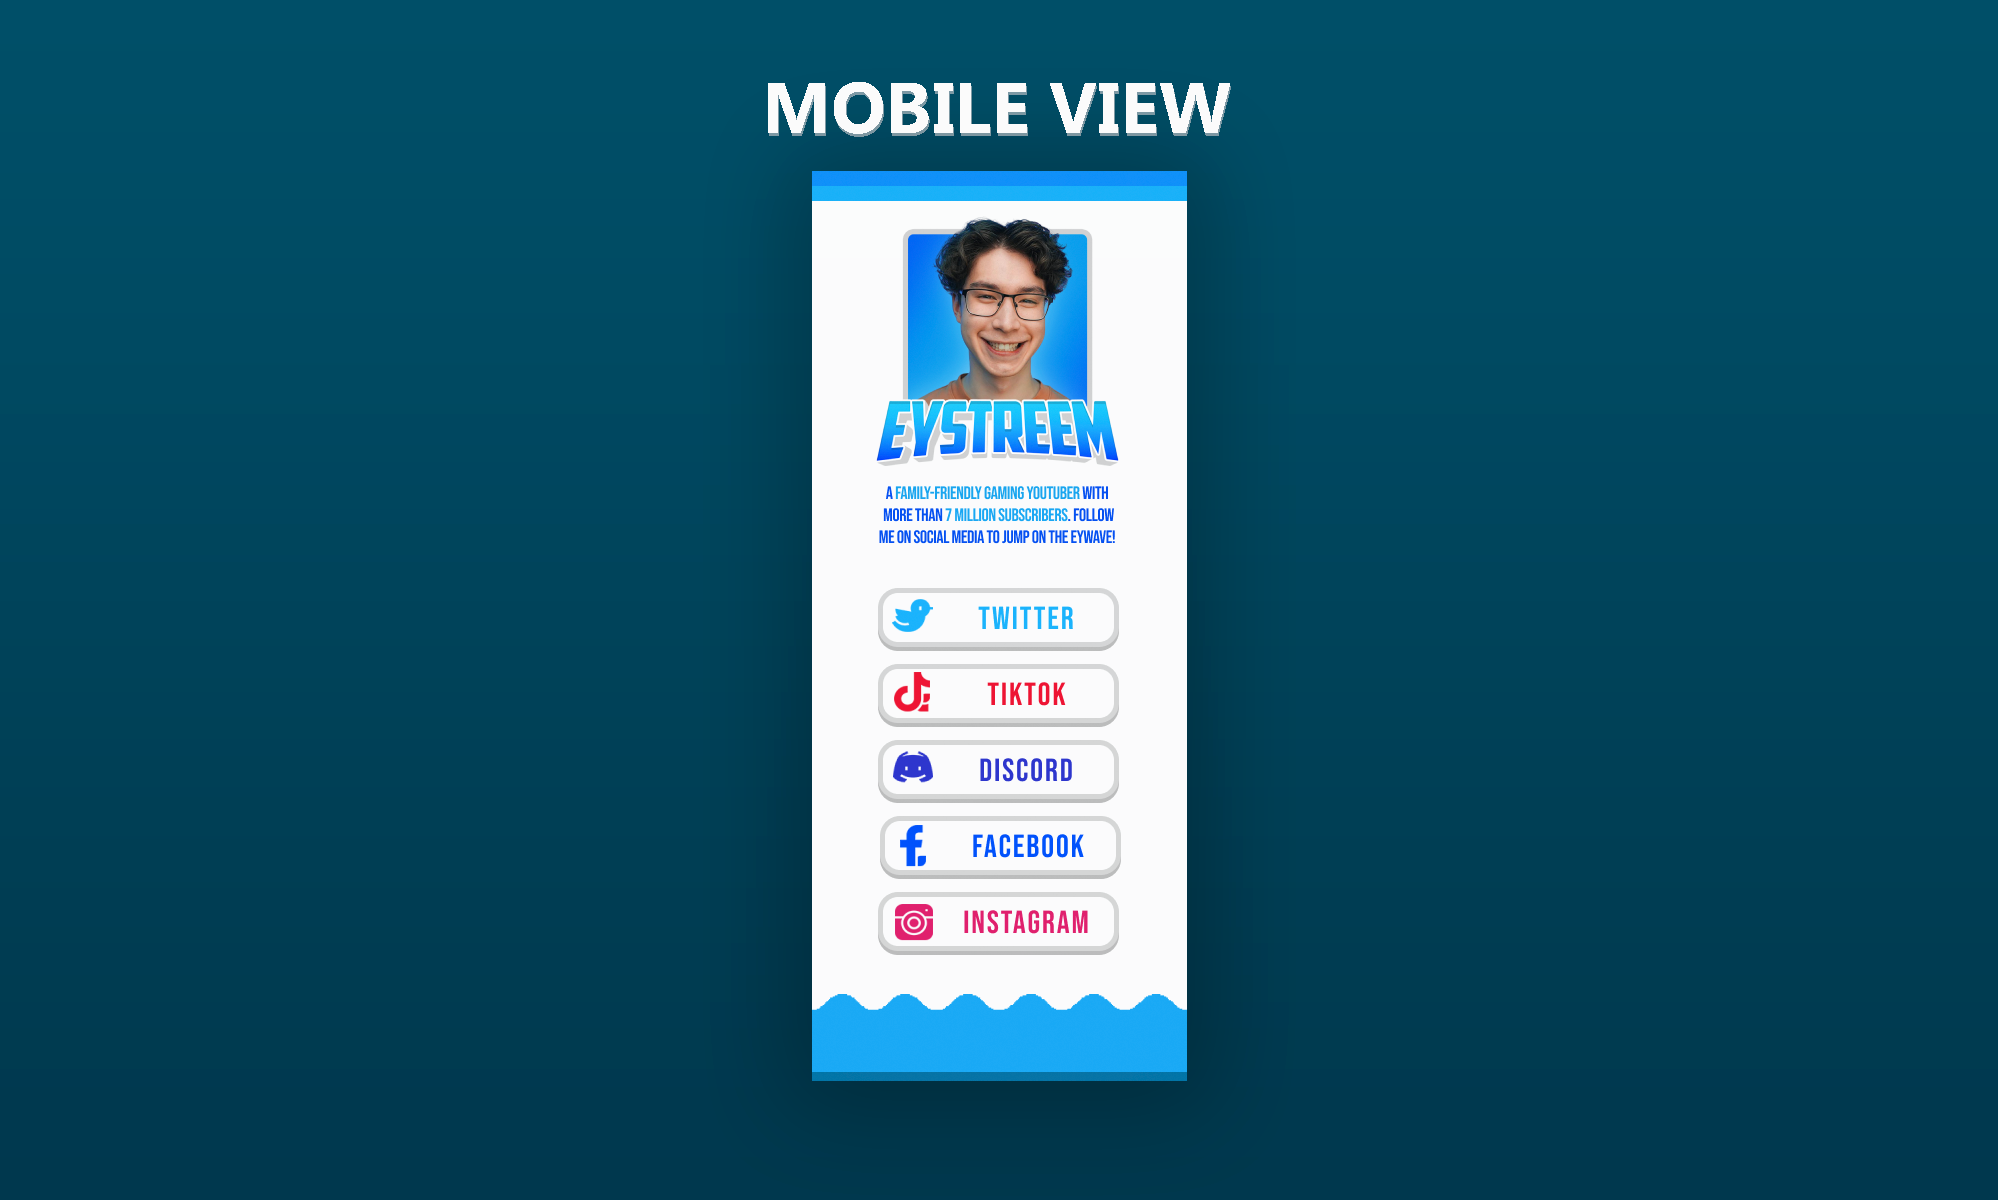 MOBILE VIEW
EYSTREEM
A FAMILY-FRIENDLY GAMING YOUTUBER WITH
MORE THAN 7 MILLION SUBSCRIBERS. FOLLOW
ME ON SOCIAL MEDIA TO JUMP ON THE EYWAVE!
TWITTER
TIKTOK
DISCORD
FACEBOOK
INSTAGRAM